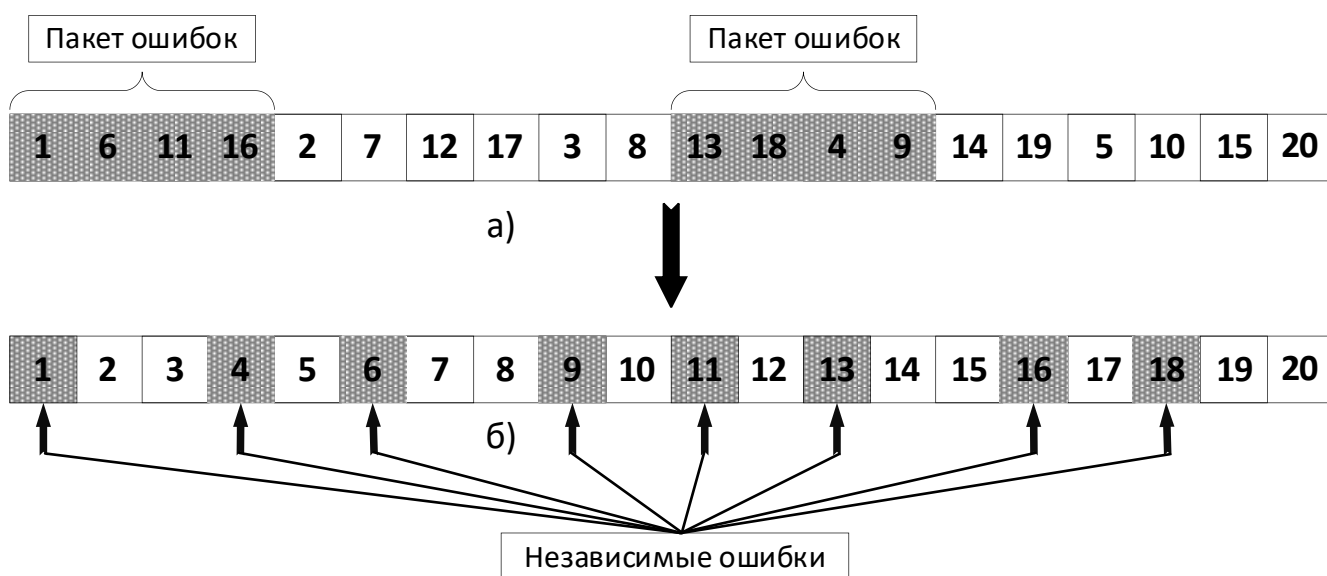 Пакет ошибок Пакет ошибок
1 6 11 16 2 7 12 17 3 8 13 18 4 9 14 19 5 10 15 20
а)
1 2 3 4 5 6 7 8 9 10 11 12 13 14 15 16 17 18 19 20
б)
Независимые ошибки